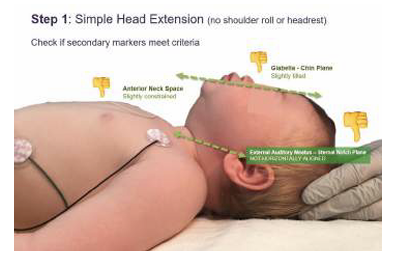 Step 1: Simple Head Extension (no shoulder roll or headrest)
Check if secondary markers meet criteria
Glabella - Chin Plane
Slightly tilted
Anterior Neck Space
Slightly constrained
External Auditory Meatus – Sternal Notch Plane
NOT HORIZONTALLY ALIGNED